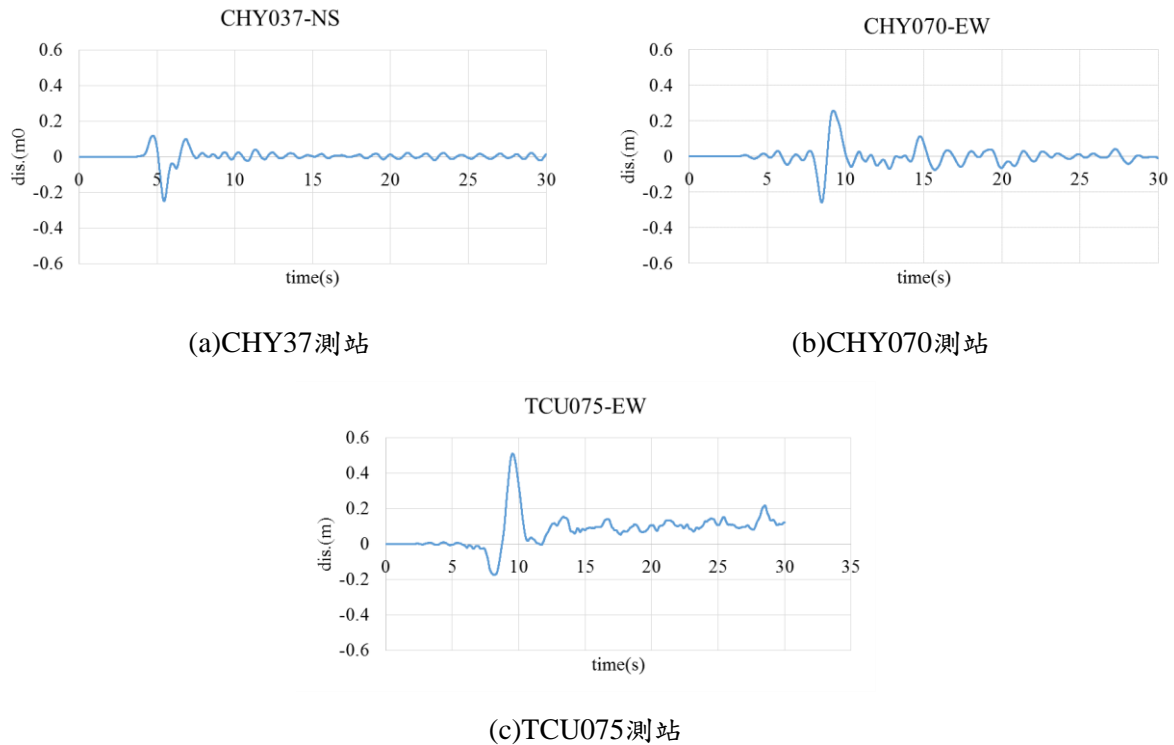 CHY037-NS
dis.(m0
0.6
0.4
0.2
0
-0.2
-0.4
-0.6
0 5 10 15 20 25 30
time(s)
(a)CHY37測站
CHY070-EW
dis.(m)
0.6
0.4
0.2
0
-0.2
-0.4
-0.6
0 5 10 15 20 25 30
time(s)
(b)CHY070測站
TCU075-EW
dis.(m)
0.6
0.4
0.2
0
-0.2
-0.4
-0.6
0 5 10 15 20 25 30 35
time(s)
(c)TCU075測站